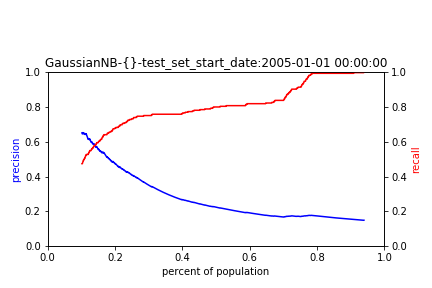 GaussianNB-{}-test_set_start_date:2005-01-01 00:00:00
1.0
0.8
0.6
0.4
0.2
0.0
precision
1.0
0.8
0.6
0.4
0.2
0.0
recall
0.0 0.2 0.4 0.6 0.8 1.0
percent of population